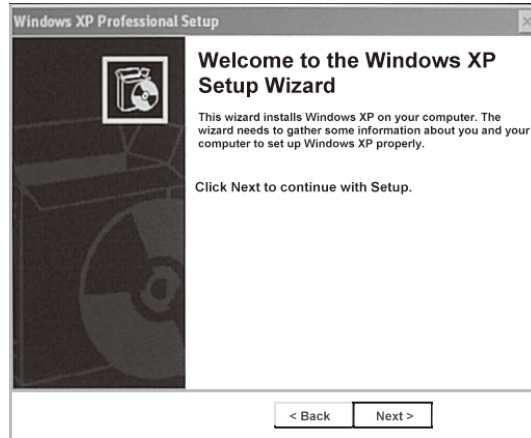 Windows XP Professional Setup
Welcome to the Windows XP
Setup Wizard
This wizard installs Windows XP on your computer. The
wizard needs to gather some information about you and your
computer to set up Windows XP properly.
Click Next to continue with Setup.
< Back
Next >